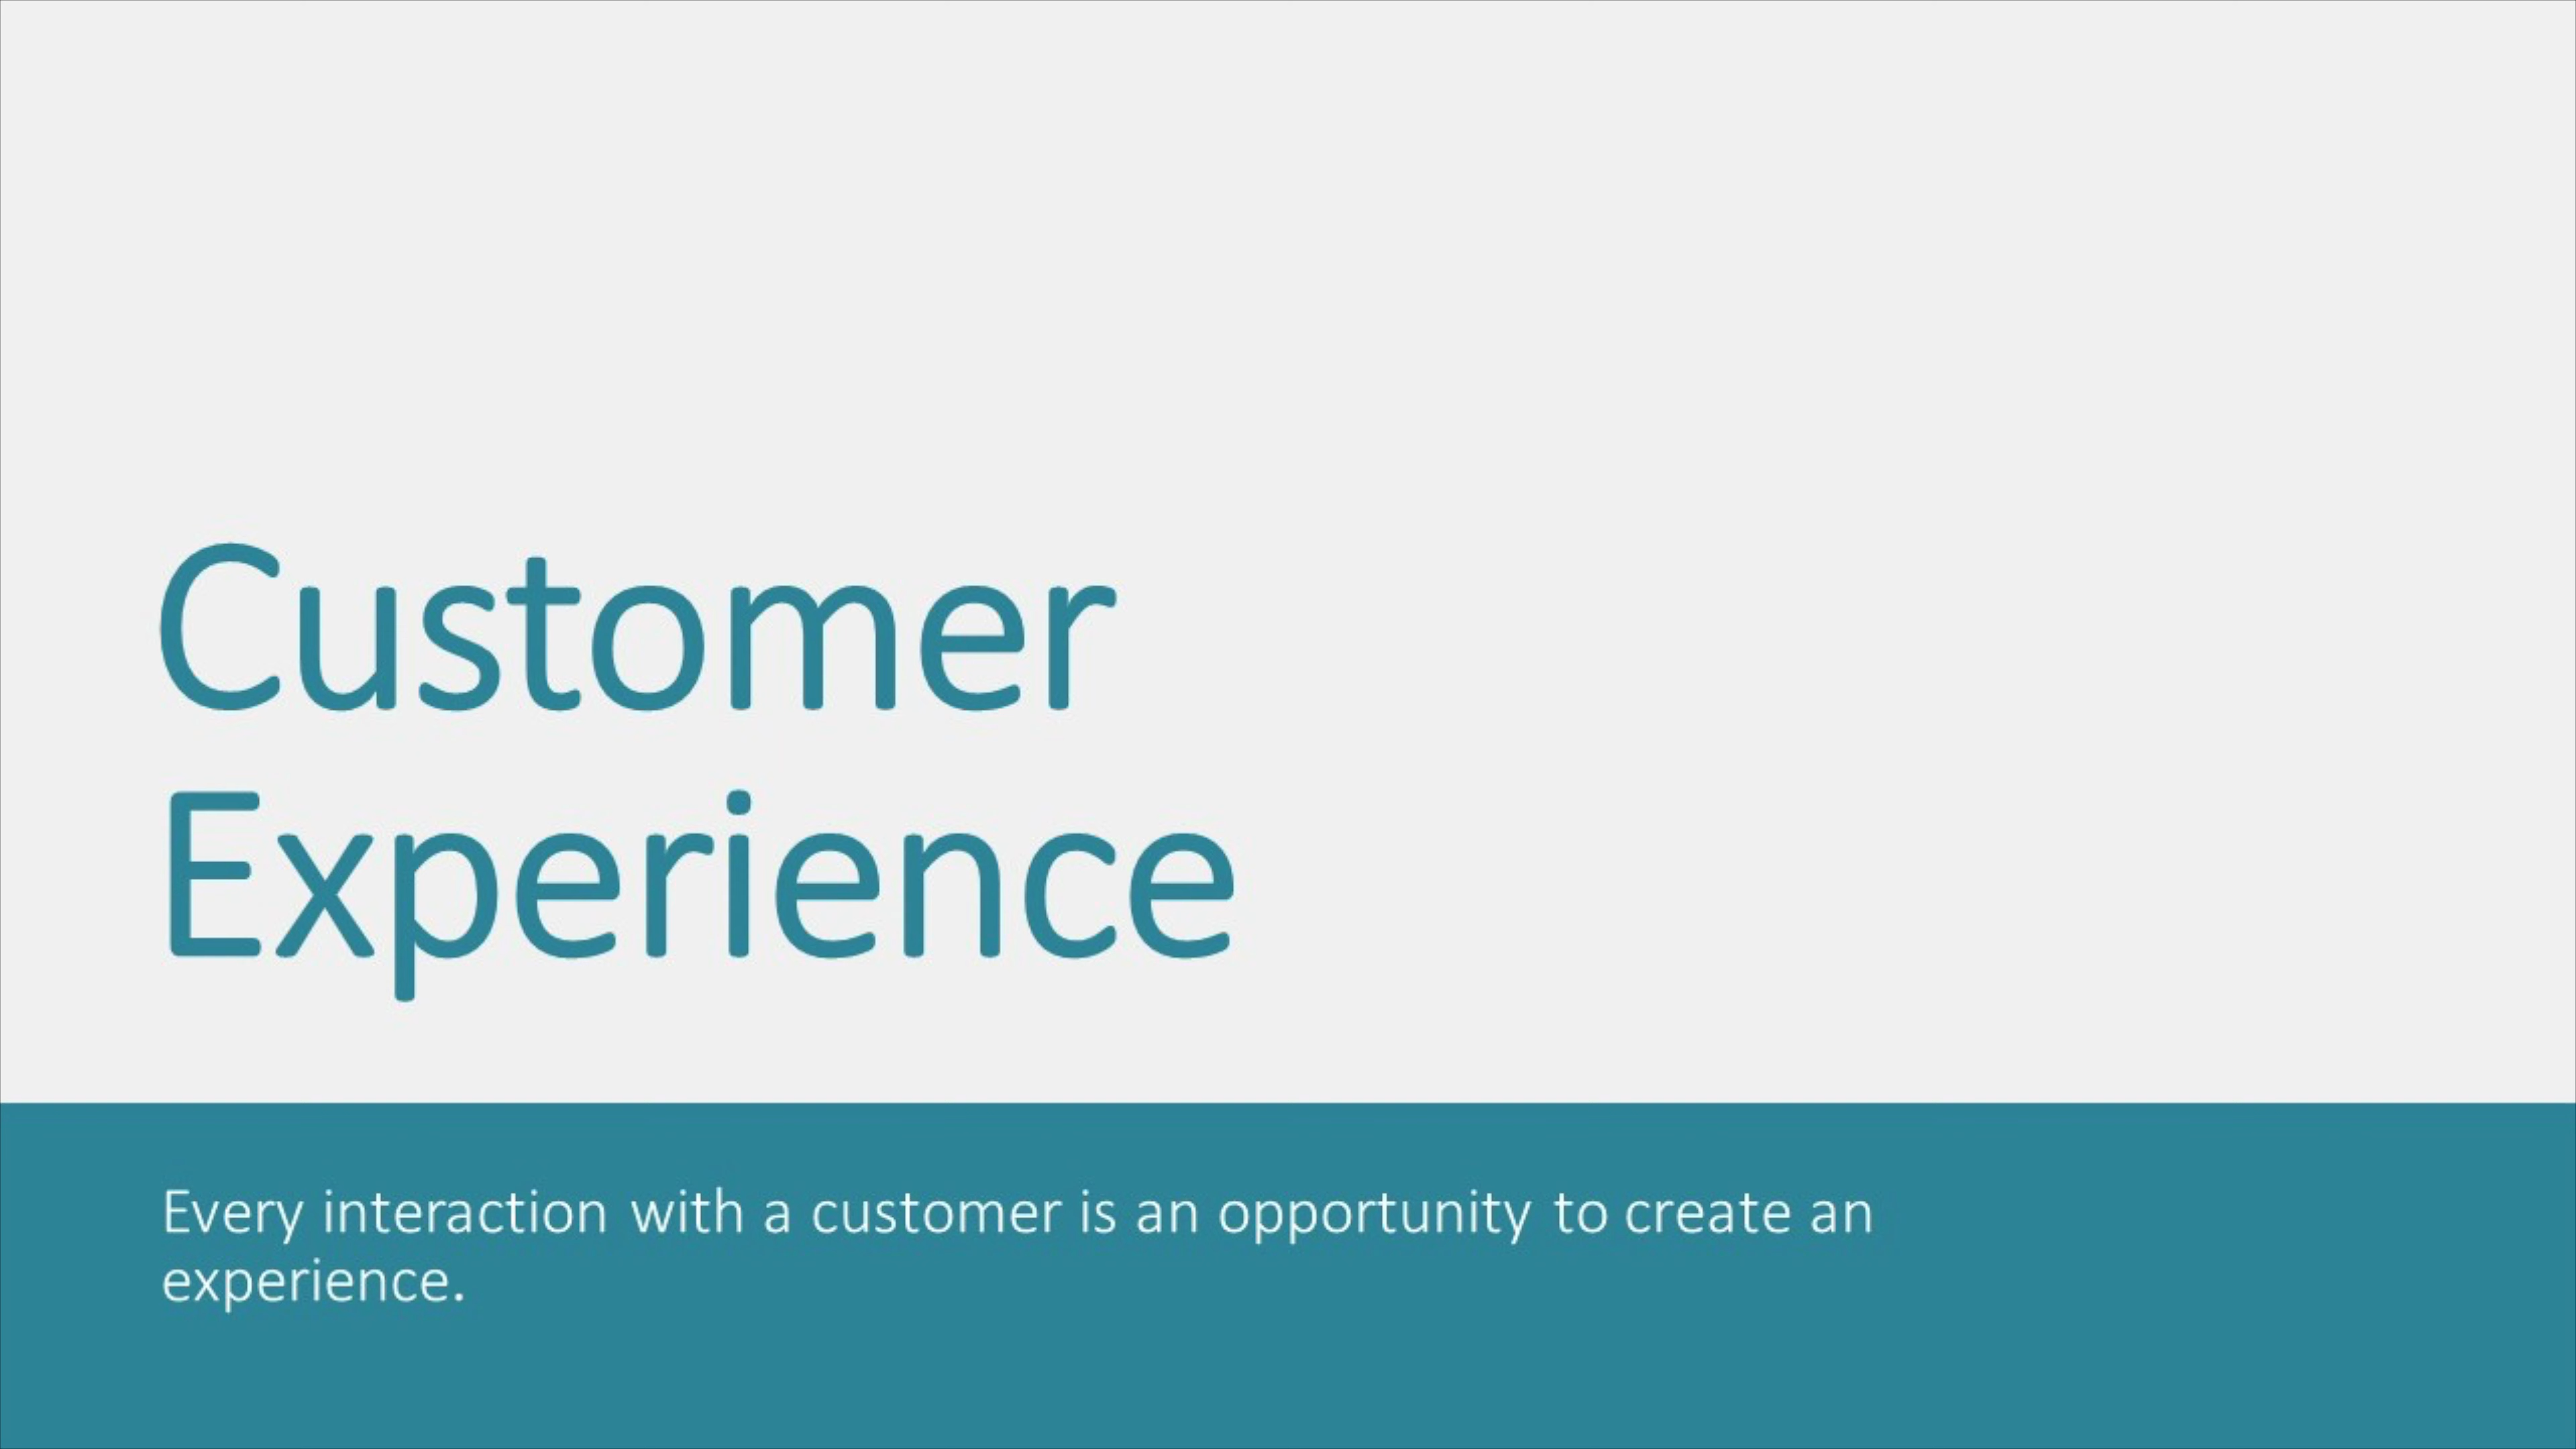 Customer
Experience
Every interaction with a customer is an opportunity to create an
experience.